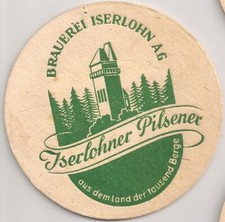 BRAUEREI ISERLOHN AG
Iserlohner Pilsener
aus dem Land der tausend Berge